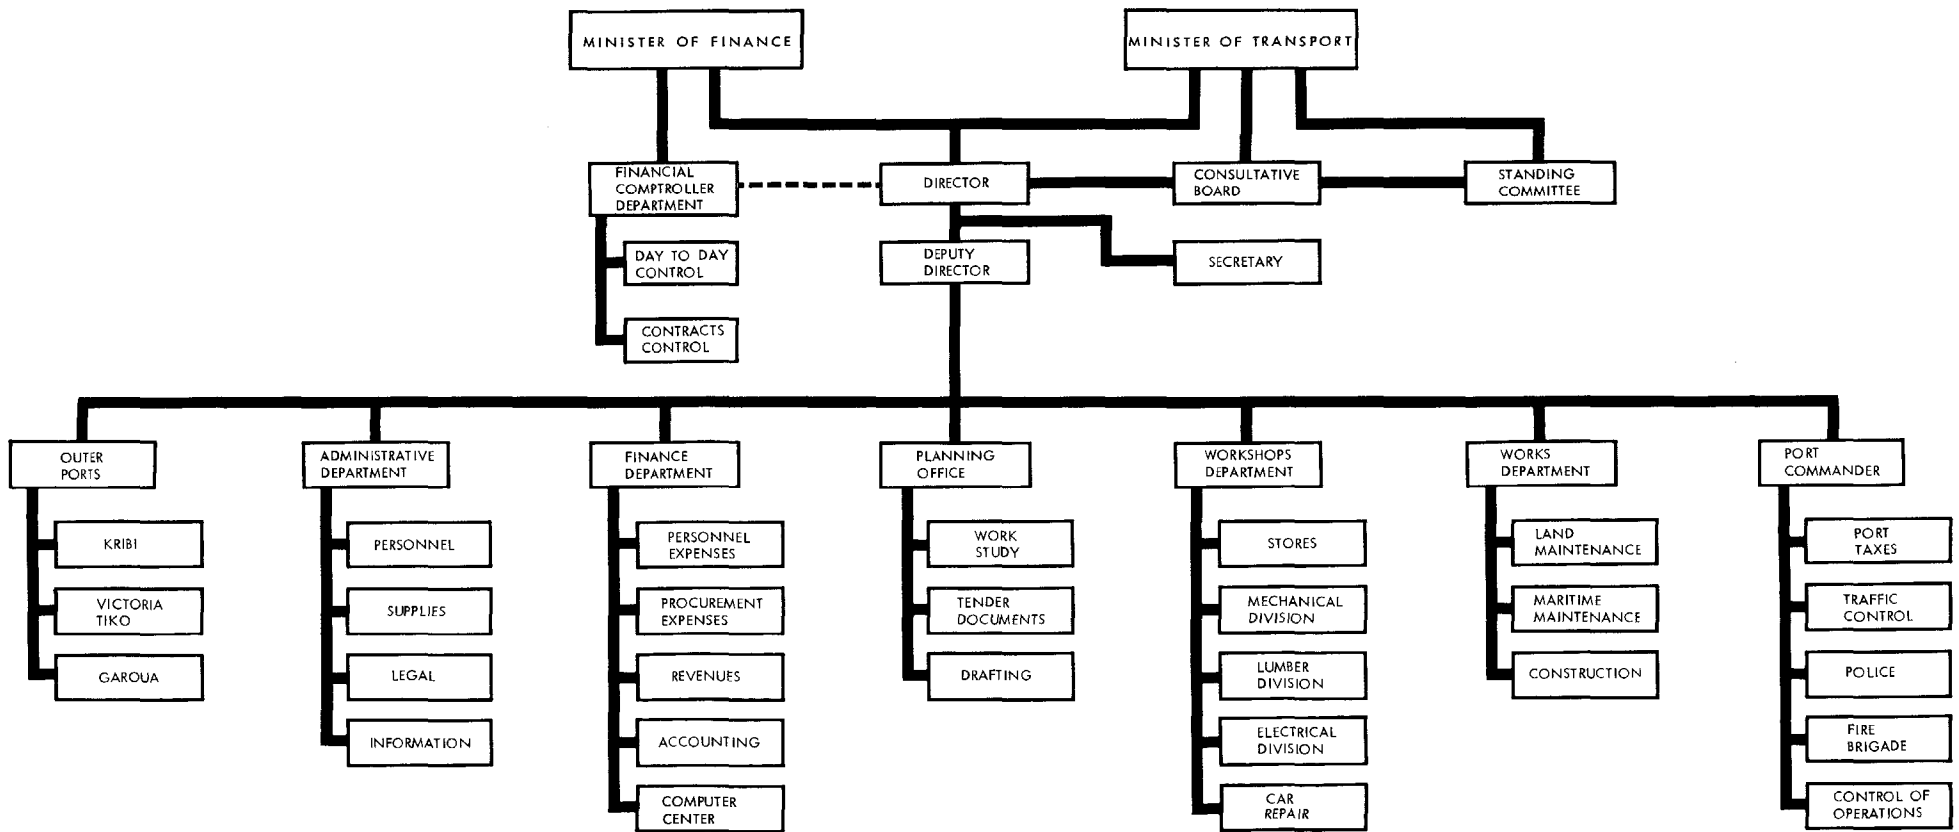 MINISTER OF FINANCE
MINISTER OF TRANSPORT
FINANCIAL
COMPTROLLER
DEPARTMENT
DIRECTOR
CONSULTATIVE
BOARD
STANDING
COMMITTEE
DAY TO DAY
CONTROL
DEPUTY
DIRECTOR
SECRETARY
CONTRACTS
CONTROL
OUTER
PORTS
ADMINISTRATIVE
DEPARTMENT
FINANCE
DEPARTMENT
PLANNING
OFFICE
WORKSHOPS
DEPARTMENT
WORKS
DEPARTMENT
PORT
COMMANDER
KRIBI
VICTORIA
TIKO
GAROUA
PERSONNEL
SUPPLIES
LEGAL
INFORMATION
PERSONNEL
EXPENSES
PROCUREMENT
EXPENSES
REVENUES
ACCOUNTING
COMPUTER
CENTER
WORK
STUDY
TENDER
DOCUMENTS
DRAFTING
STORES
MECHANICAL
DIVISION
LUMBER
DIVISION
ELECTRICAL
DIVISION
CAR
REPAIR
LAND
MAINTENANCE
MARITIME
MAINTENANCE
CONSTRUCTION
PORT
TAXES
TRAFFIC
CONTROL
POLICE
FIRE
BRIGADE
CONTROL OF
OPERATIONS